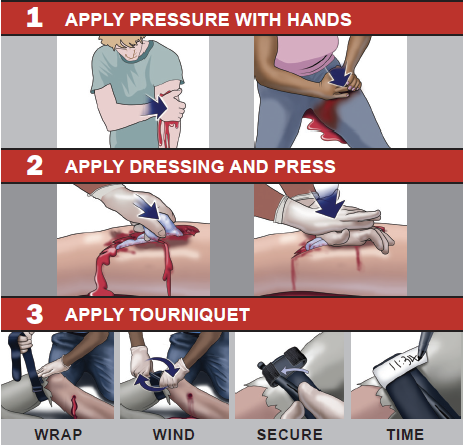 1 APPLY PRESSURE WITH HANDS
2 APPLY DRESSING AND PRESS
3 APPLY TOURNIQUET
WRAP WIND SECURE TIME